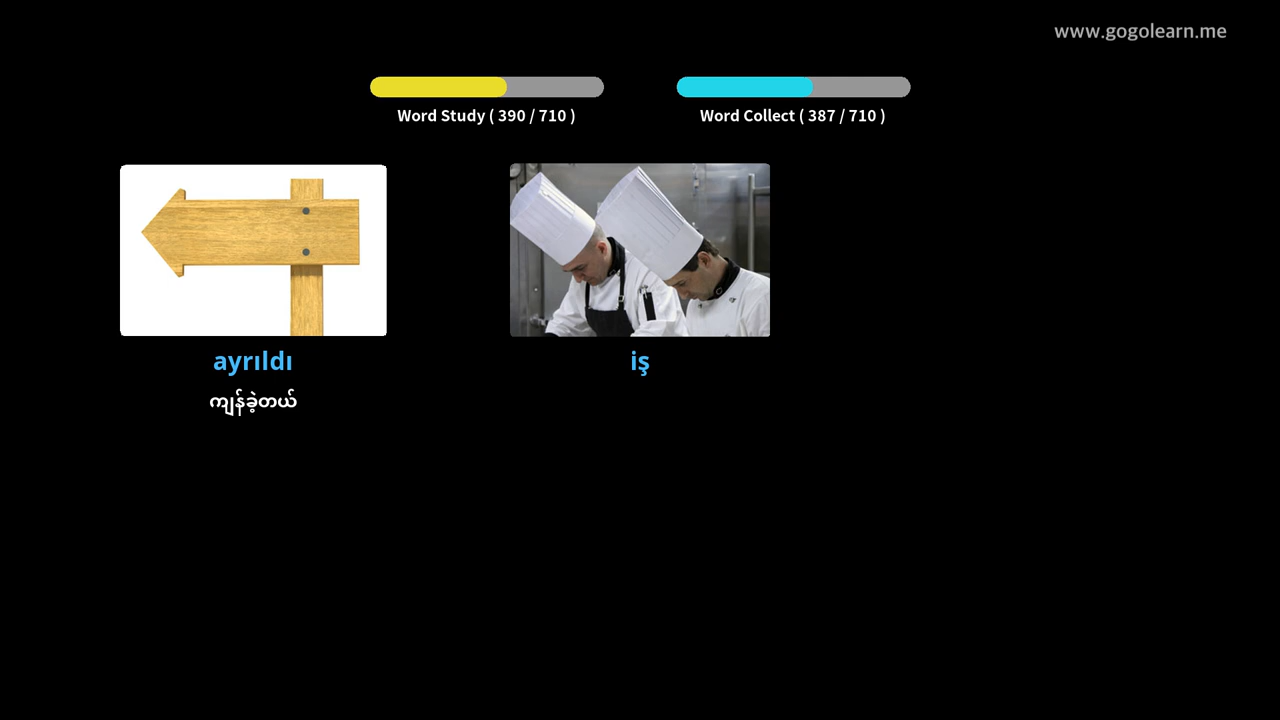 www.gogolearn.me
Word Study ( 390 / 710 )
Word Collect ( 387 / 710 )
ayrıldı
iş
ကျန်ခဲ့တယ်